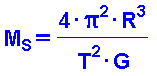 M_S = (4 · π² · R³) / (T² · G)